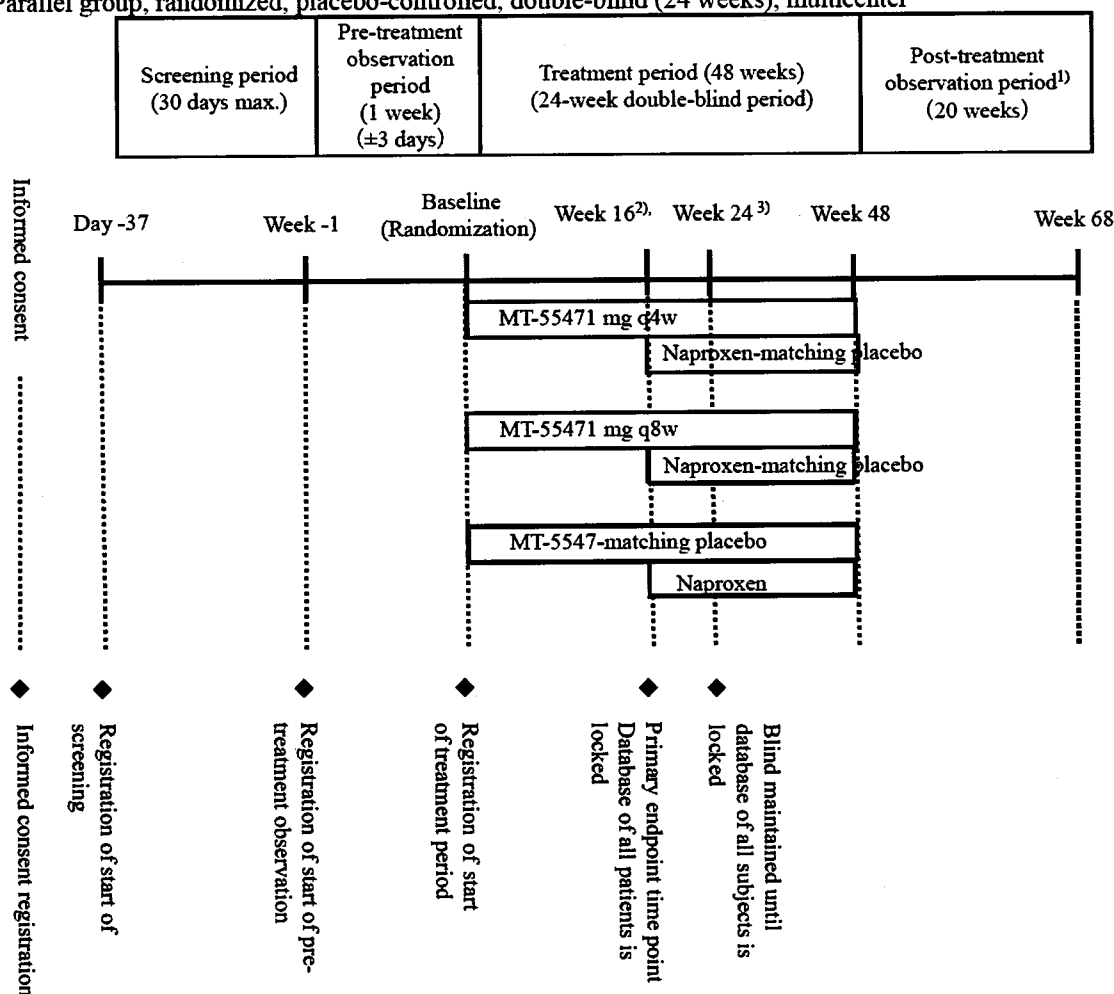 Parallel group, randomized, placebo-controlled, double-blind (24 weeks), multicenter
Screening period
(30 days max.)
Pre-treatment
observation
period
(1 week)
(±3 days)
Treatment period (48 weeks)
(24-week double-blind period)
Post-treatment
observation period1)
(20 weeks)
Informed consent
Day -37
Week -1
Baseline
(Randomization)
Week 162),
Week 24 3)
Week 48
Week 68
MT-55471 mg q4w
Naproxen-matching placebo
MT-55471 mg q8w
Naproxen-matching placebo
MT-5547-matching placebo
Naproxen
Informed consent registration
Registration of start of
screening
Registration of start of pre-
treatment observation
Registration of start
of treatment period
Primary endpoint time point
Database of all patients is
locked
Blind maintained until
database of all subjects is
locked